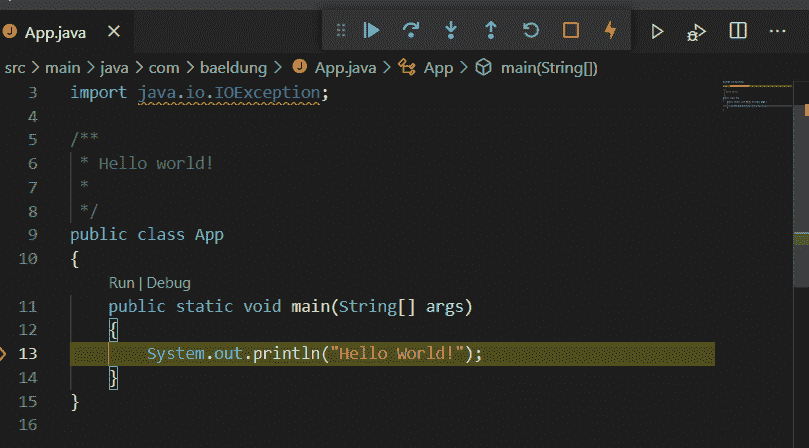 App.java
src > main > java > com > baeldung > App.java > App > main(String[])
3 import java.io.IOException;
4
5 /**
6 * Hello world!
7 *
8 */
9 public class App
10 {
Run | Debug
11 public static void main(String[] args)
12 {
13 System.out.println("Hello World!");
14 }
15 }
16